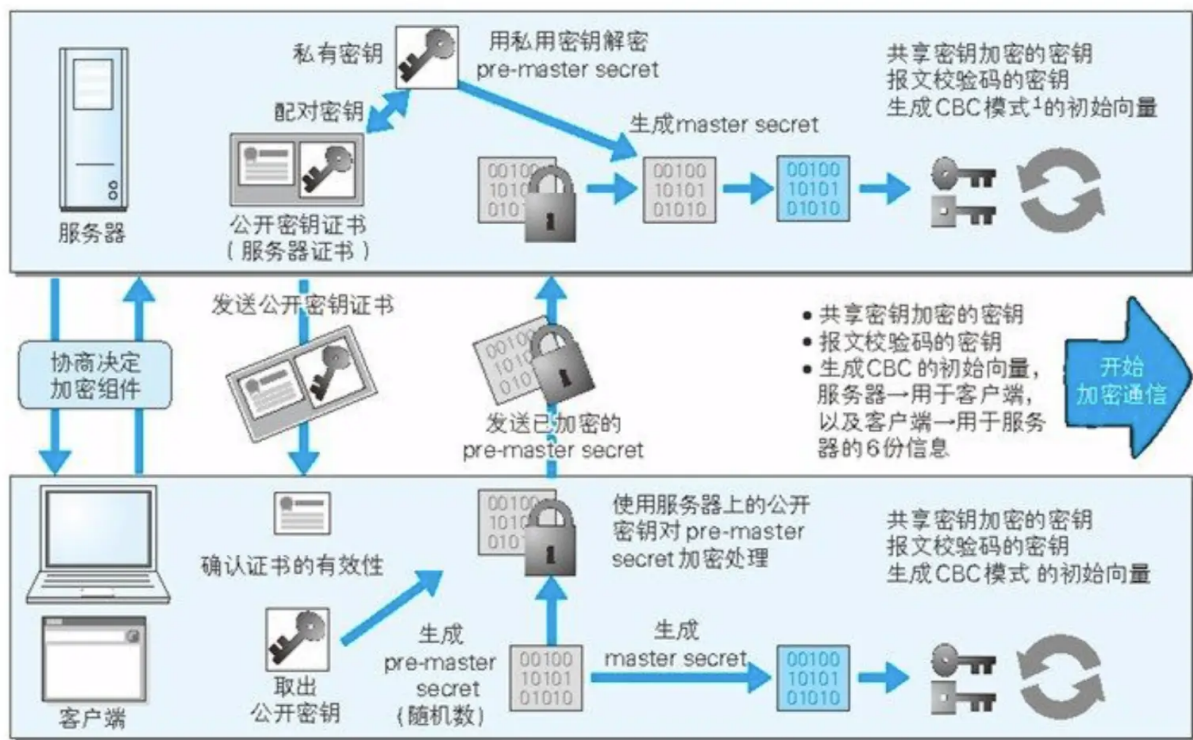 私有密钥
用私用密钥解密
pre-master secret
共享密钥加密的密钥
报文校验码的密钥
生成CBC模式¹的初始向量
配对密钥
生成master secret
00100
1010
0101
00100
10101
01010
00100
10101
01010
服务器
公开密钥证书
(服务器证书)
发送公开密钥证书
协商决定
加密组件
00100
1010
010
发送已加密的
pre-master secret
• 共享密钥加密的密钥
• 报文校验码的密钥
• 生成CBC的初始向量,
服务器→用于客户端,
以及客户端→用于服务
器的6份信息
开始
加密通信
确认证书的有效性
00100
1010
0101
使用服务器上的公开
密钥对pre-master
secret加密处理
共享密钥加密的密钥
报文校验码的密钥
生成CBC模式 的初始向量
客户端
取出
公开密钥
生成
pre-master
secret
(随机数)
00100
10101
01010
生成
master secret
00100
10101
01010